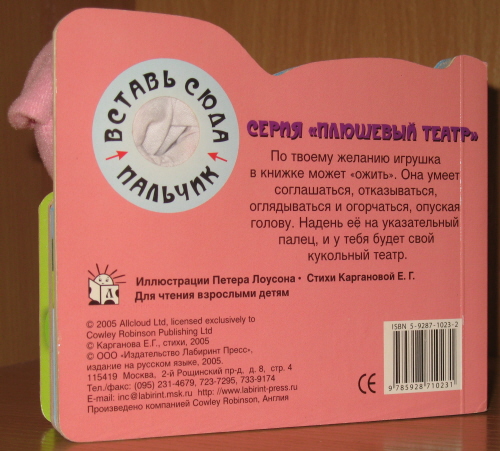 ВСТАВЬ СЮДА
ПАЛЬЧИК
СЕРИЯ «ПЛЮШЕВЫЙ ТЕАТР»
По твоему желанию игрушка
в книжке может «ожить». Она умеет
соглашаться, отказываться,
оглядываться и огорчаться, опуская
голову. Надень её на указательный
палец, и у тебя будет свой
кукольный театр.
Иллюстрации Петера Лоусона • Стихи Каргановой Е. Г.
Для чтения взрослыми детям
© 2005 Allcloud Ltd, licensed exclusively to
Cowley Robinson Publishing Ltd
© Карганова Е.Г., стихи, 2005
© ООО «Издательство Лабиринт Пресс»,
издание на русском языке, 2005.
115419 Москва, 2-й Рощинский пр-д, д. 8, стр. 4
Тел./факс: (095) 231-4679, 723-7295, 733-9174
E-mail: inc@labirint.msk.ru http://www.labirint-press.ru
Произведено компанией Cowley Robinson, Англия
CE
ISBN 5-9287-1023-2
9785928710231